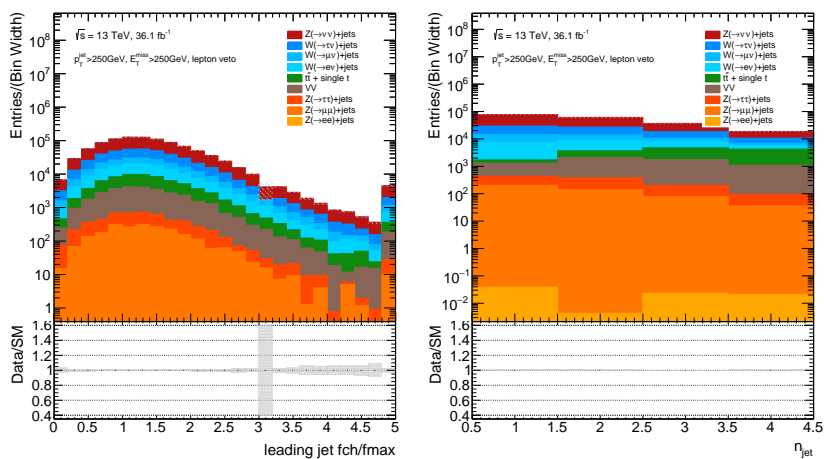 Entries/(Bin Width)
√s = 13 TeV, 36.1 fb⁻¹
p_T^jet>250GeV, E_T^miss>250GeV, lepton veto
Z(→νν)+jets
W(→τν)+jets
W(→μν)+jets
W(→eν)+jets
tt̄ + single t
VV
Z(→ττ)+jets
Z(→μμ)+jets
Z(→ee)+jets
10⁸
10⁷
10⁶
10⁵
10⁴
10³
10²
10
1
Data/SM
1.6
1.4
1.2
1.0
0.8
0.6
0.4
0 0.5 1 1.5 2 2.5 3 3.5 4 4.5 5
leading jet fch/fmax
Entries/(Bin Width)
√s = 13 TeV, 36.1 fb⁻¹
p_T^jet>250GeV, E_T^miss>250GeV, lepton veto
Z(→νν)+jets
W(→τν)+jets
W(→μν)+jets
W(→eν)+jets
tt̄ + single t
VV
Z(→ττ)+jets
Z(→μμ)+jets
Z(→ee)+jets
10⁸
10⁷
10⁶
10⁵
10⁴
10³
10²
10
1
10⁻¹
10⁻²
Data/SM
1.6
1.4
1.2
1.0
0.8
0.6
0.4
0.5 1 1.5 2 2.5 3 3.5 4 4.5
n_jet